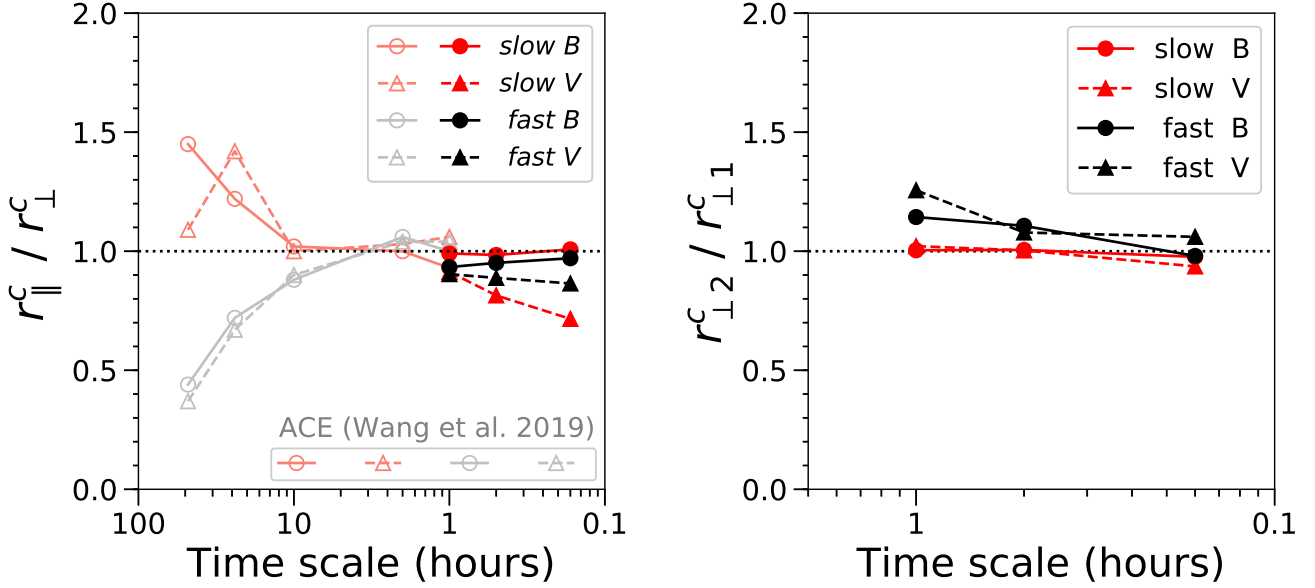 2.0
1.5
1.0
0.5
0.0
100
10
1
0.1
r^c_∥ / r^c_⊥
Time scale (hours)
slow B
slow V
fast B
fast V
ACE (Wang et al. 2019)
2.0
1.5
1.0
0.5
0.0
1
0.1
r^c_⊥2 / r^c_⊥1
Time scale (hours)
slow B
slow V
fast B
fast V